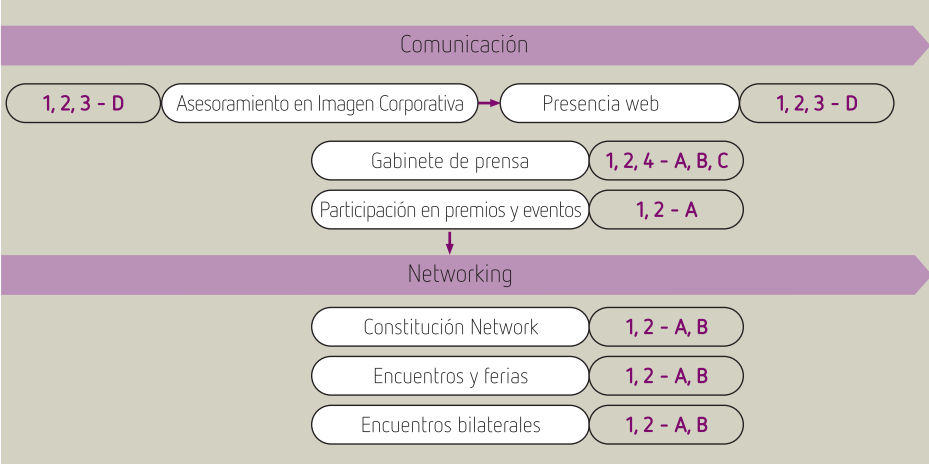 Comunicación
1, 2, 3 - D Asesoramiento en Imagen Corporativa Presencia web 1, 2, 3 - D
Gabinete de prensa 1, 2, 4 - A, B, C
Participación en premios y eventos 1, 2 - A
Networking
Constitución Network 1, 2 - A, B
Encuentros y ferias 1, 2 - A, B
Encuentros bilaterales 1, 2 - A, B